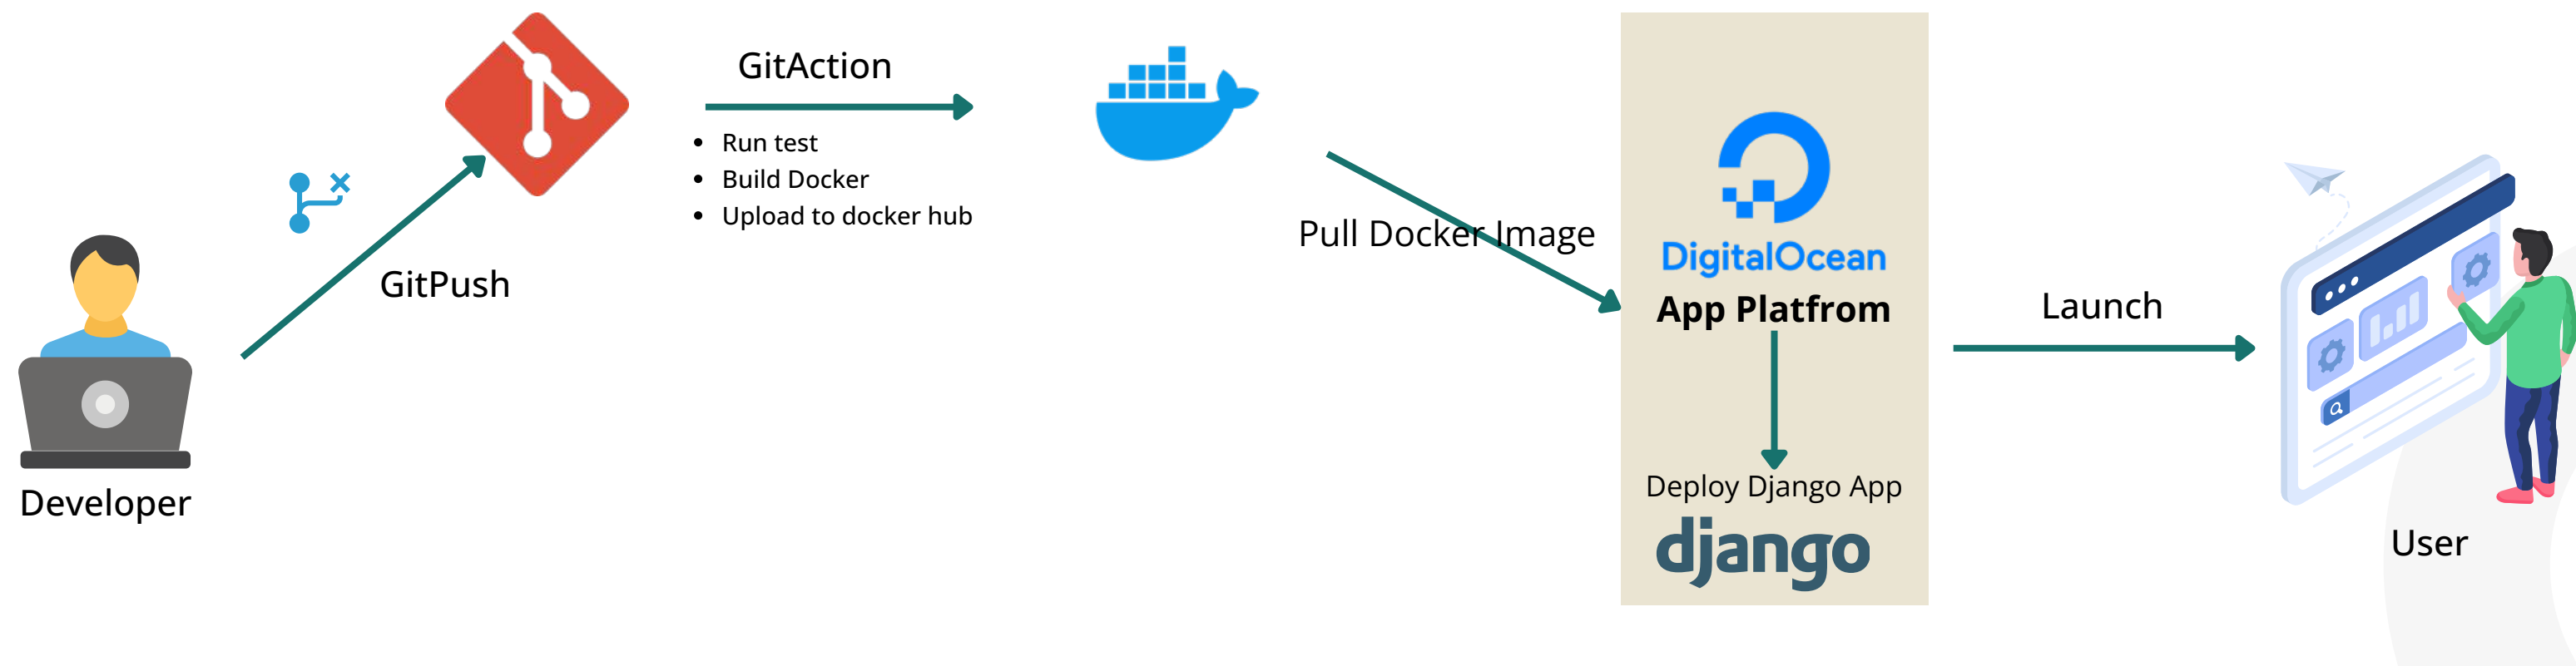 GitAction
Run test
Build Docker
Upload to docker hub
GitPush
Developer
Pull Docker Image
DigitalOcean
App Platfrom
Deploy Django App
django
Launch
User